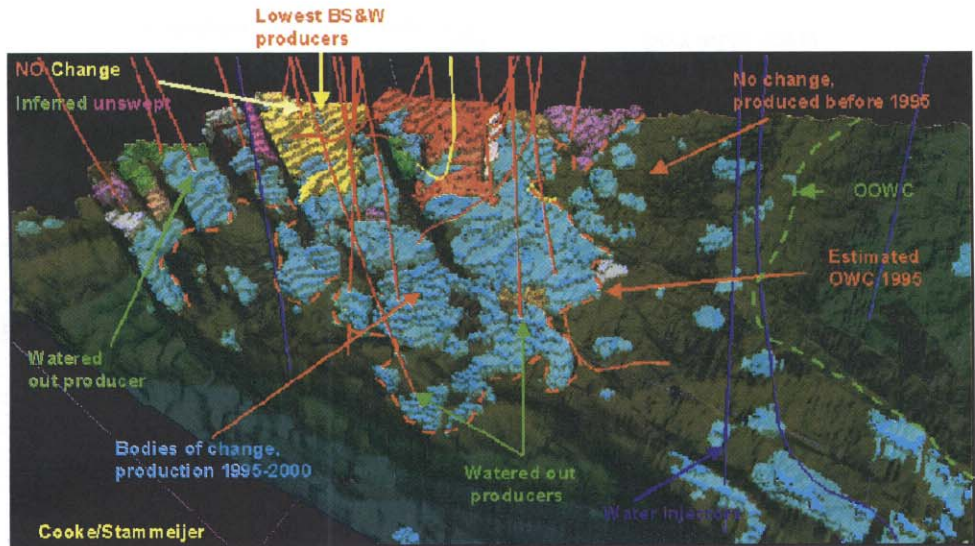 Lowest BS&W
producers
NO Change
Inferred unswept
No change,
produced before 1995
OOWC
Estimated
OWC 1995
Watered
out producer
Bodies of change,
production 1995-2000
Watered out
producers
Water Injectors
Cooke/Stammeijer